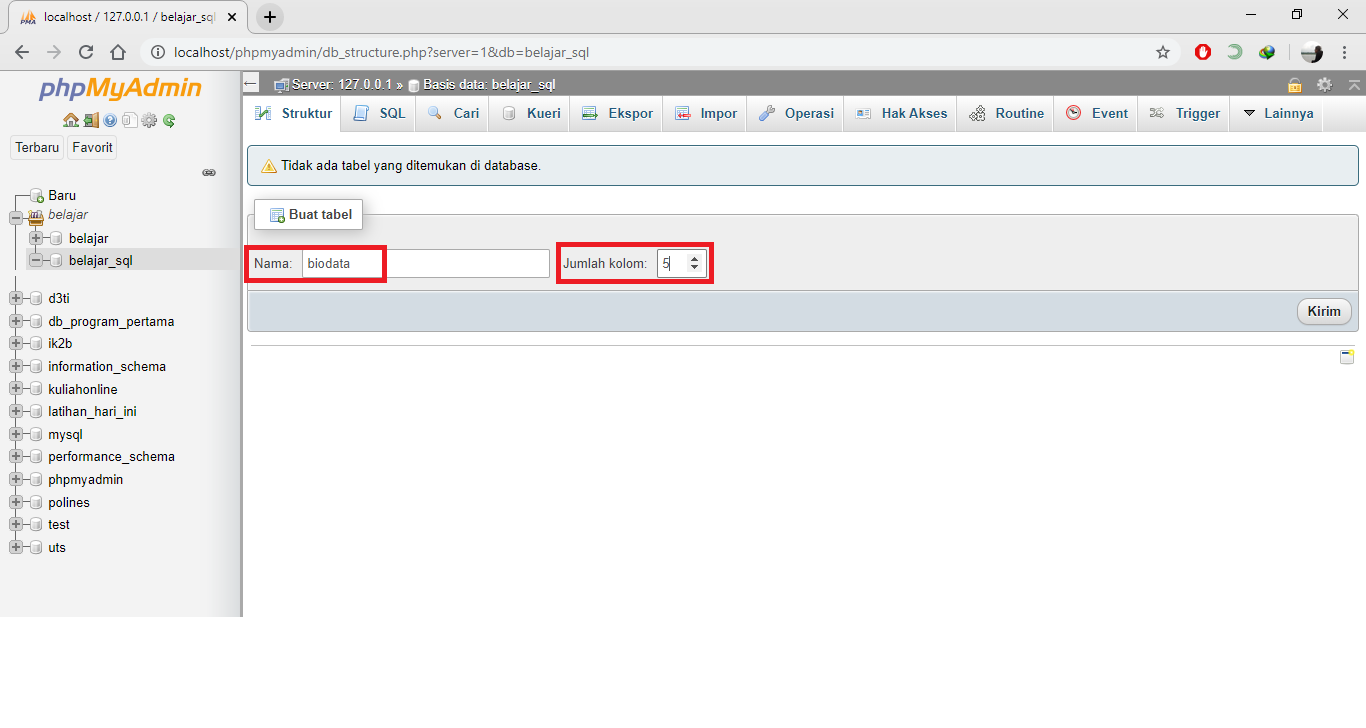 localhost / 127.0.0.1 / belajar_sql
localhost/phpmyadmin/db_structure.php?server=1&db=belajar_sql
phpMyAdmin
Terbaru Favorit
Baru
belajar
belajar
belajar_sql
d3ti
db_program_pertama
ik2b
information_schema
kuliahonline
latihan_hari_ini
mysql
performance_schema
phpmyadmin
polines
test
uts
Server: 127.0.0.1 » Basis data: belajar_sql
Struktur SQL Cari Kueri Ekspor Impor Operasi Hak Akses Routine Event Trigger Lainnya
Tidak ada tabel yang ditemukan di database.
Buat tabel
Nama: biodata Jumlah kolom: 5
Kirim